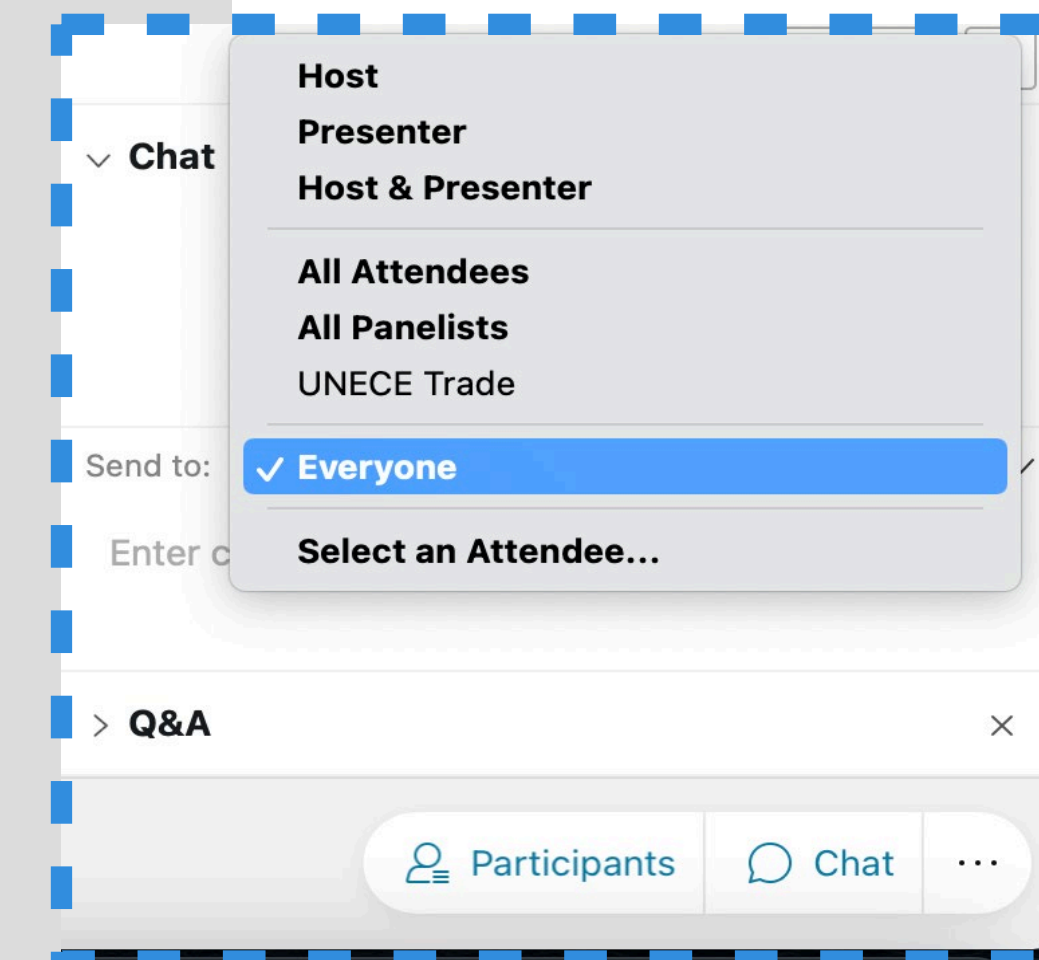 Host
Presenter
Chat
Host & Presenter
All Attendees
All Panelists
UNECE Trade
Send to:
✓ Everyone
Enter c
Select an Attendee...
Q&A
Participants
Chat
...